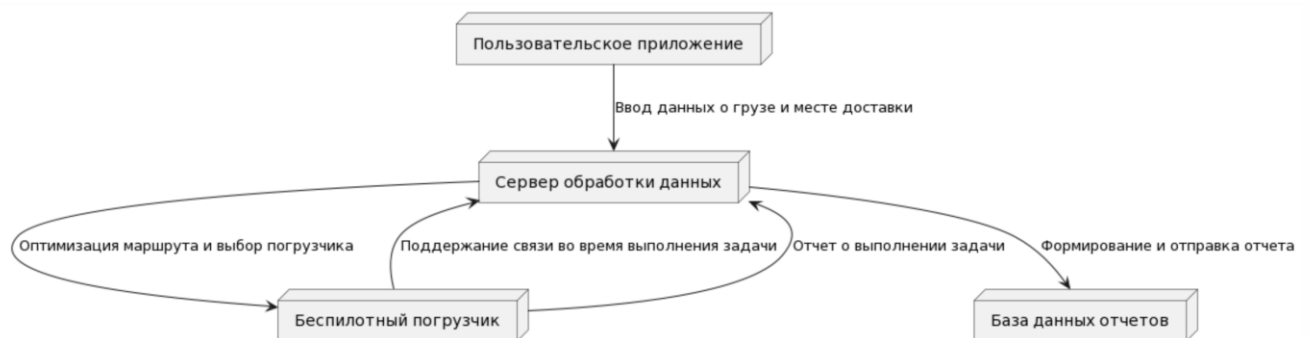 Пользовательское приложение
Ввод данных о грузе и месте доставки
Сервер обработки данных
Оптимизация маршрута и выбор погрузчика
Поддержание связи во время выполнения задачи
Отчет о выполнении задачи
Формирование и отправка отчета
Беспилотный погрузчик
База данных отчетов